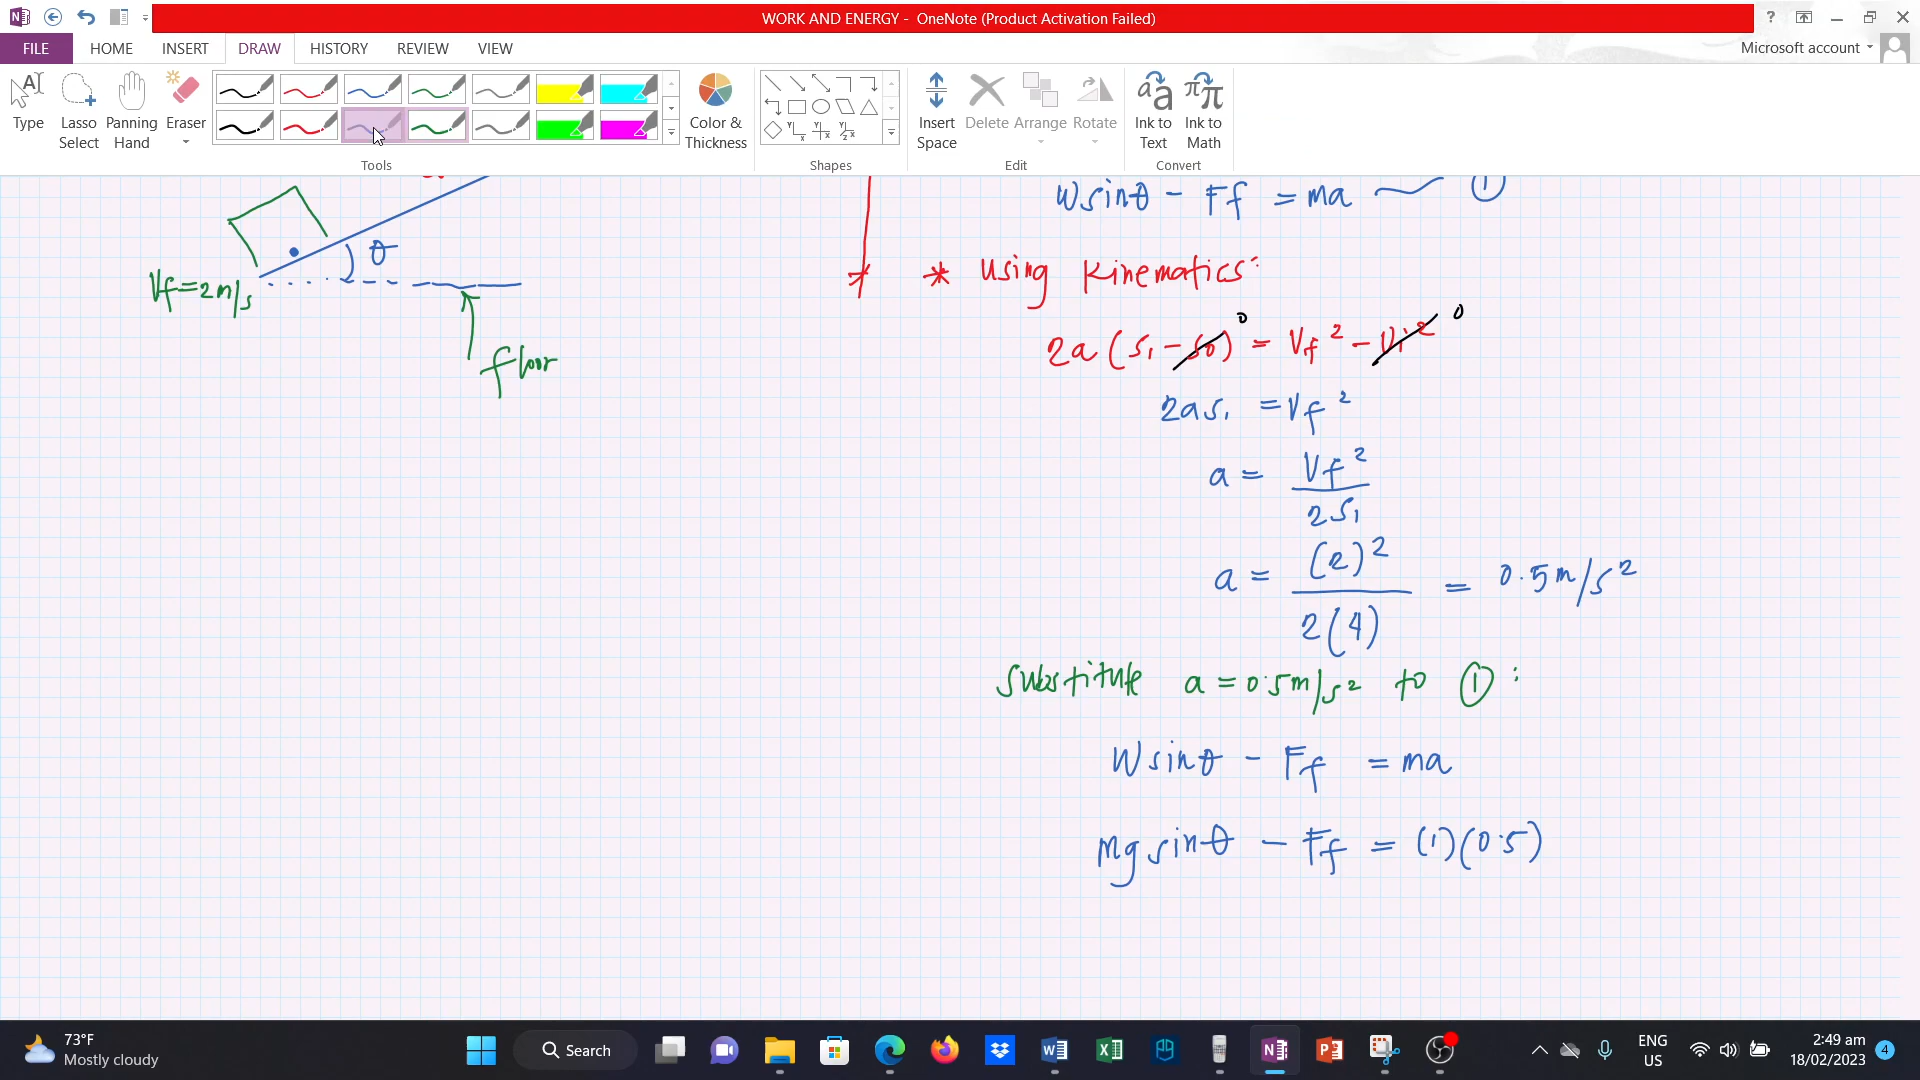 WORK AND ENERGY - OneNote (Product Activation Failed)
?
FILE HOME INSERT DRAW HISTORY REVIEW VIEW
Microsoft account
Type
Lasso Select
Panning Hand
Eraser
Color & Thickness
Insert Space
Delete
Arrange
Rotate
Ink to Text
Ink to Math
Tools
Shapes
Edit
Convert
θ
Vf=2m/s
floor
Wsinθ - Ff = ma ①
* Using Kinematics:
2a (S₁ - S0)⁰ = Vf² - Vi² ⁰
2aS₁ = Vf²
a = Vf² / 2S₁
a = (2)² / 2(4) = 0.5m/s²
Substitute a = 0.5m/s² to ① :
Wsinθ - Ff = ma
mgsinθ - Ff = (1)(0.5)
73°F
Mostly cloudy
Search
ENG
US
2:49 am
18/02/2023
4